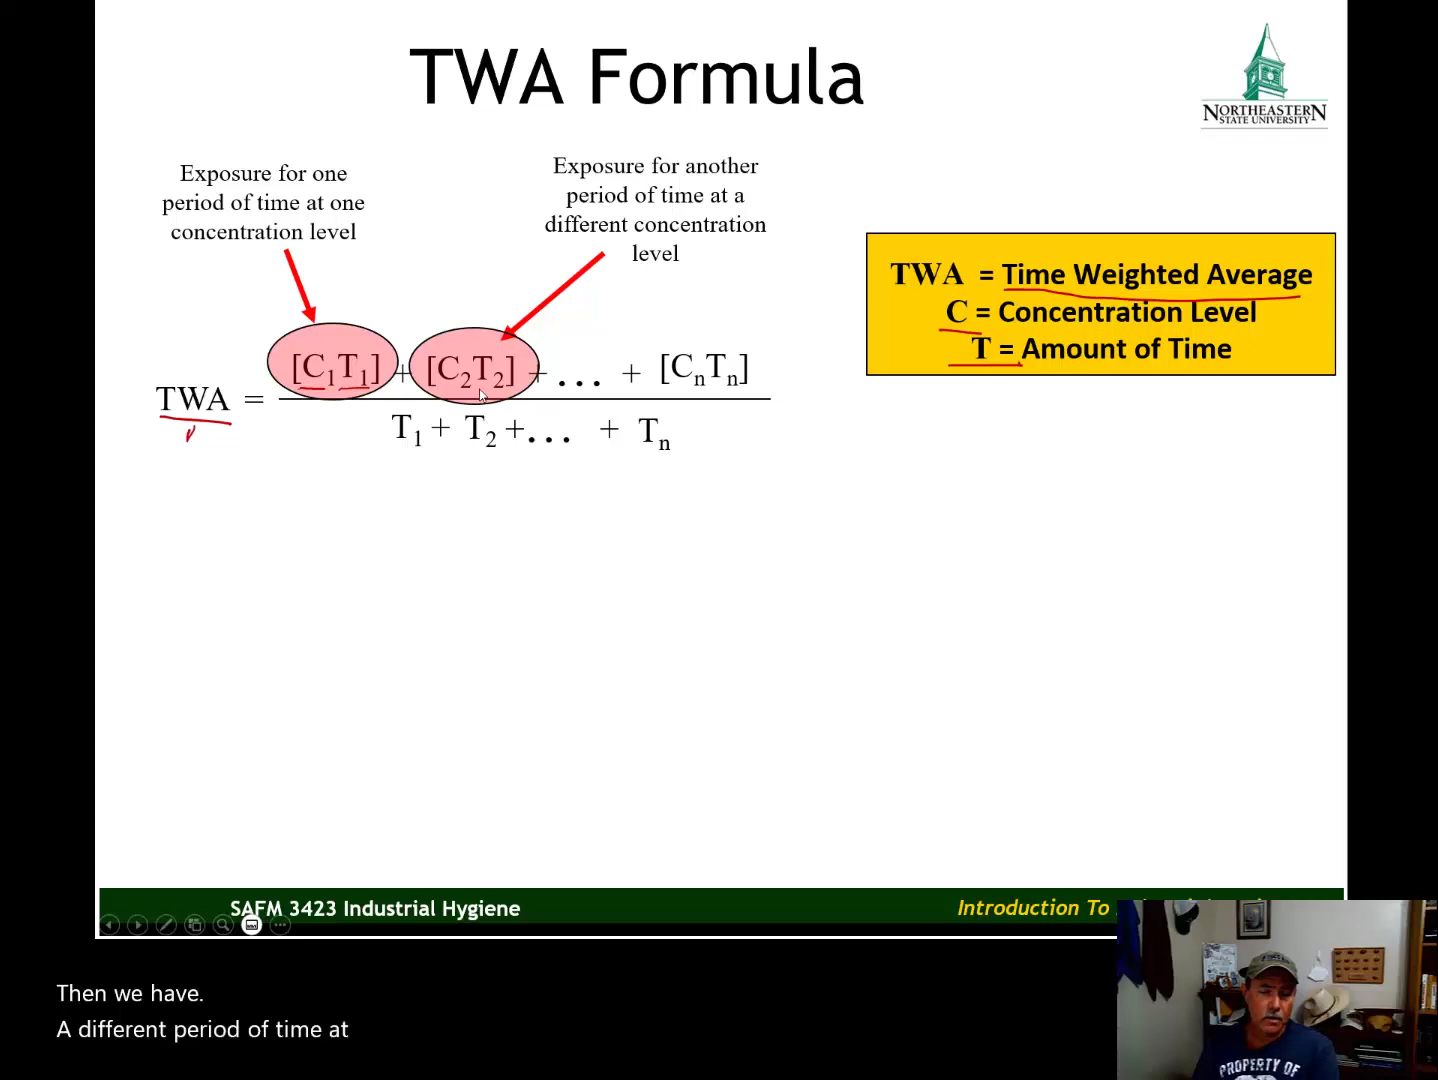 TWA Formula
NORTHEASTERN
STATE UNIVERSITY
Exposure for one
period of time at one
concentration level
Exposure for another
period of time at a
different concentration
level
TWA = Time Weighted Average
C = Concentration Level
T = Amount of Time
[C₁T₁] + [C₂T₂] + ... + [CₙTₙ]
TWA =
T₁ + T₂ + ... + Tₙ
SAFM 3423 Industrial Hygiene
Introduction To
Then we have.
A different period of time at
PROPERTY OF